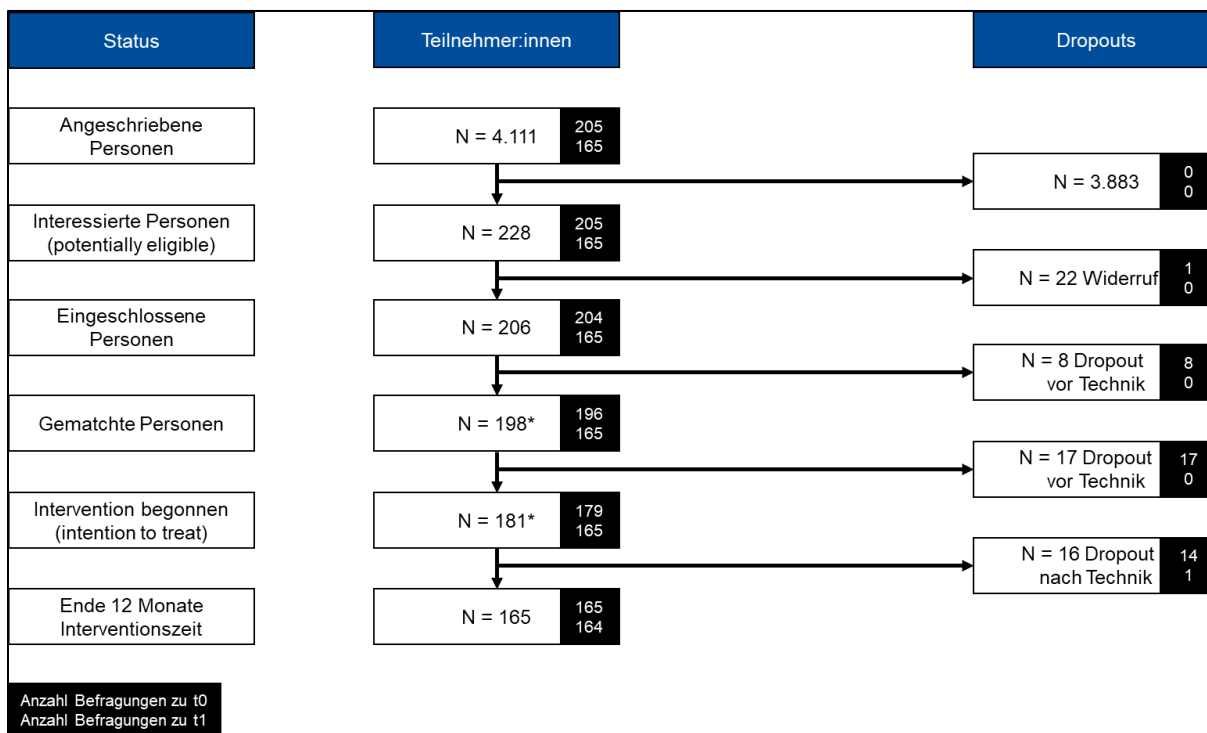 Status
Teilnehmer:innen
Dropouts
Angeschriebene
Personen
N = 4.111
205
165
N = 3.883
0
0
Interessierte Personen
(potentially eligible)
N = 228
205
165
N = 22 Widerruf
1
0
Eingeschlossene
Personen
N = 206
204
165
N = 8 Dropout
vor Technik
8
0
Gematchte Personen
N = 198*
196
165
N = 17 Dropout
vor Technik
17
0
Intervention begonnen
(intention to treat)
N = 181*
179
165
N = 16 Dropout
nach Technik
14
1
Ende 12 Monate
Interventionszeit
N = 165
165
164
Anzahl Befragungen zu t0
Anzahl Befragungen zu t1